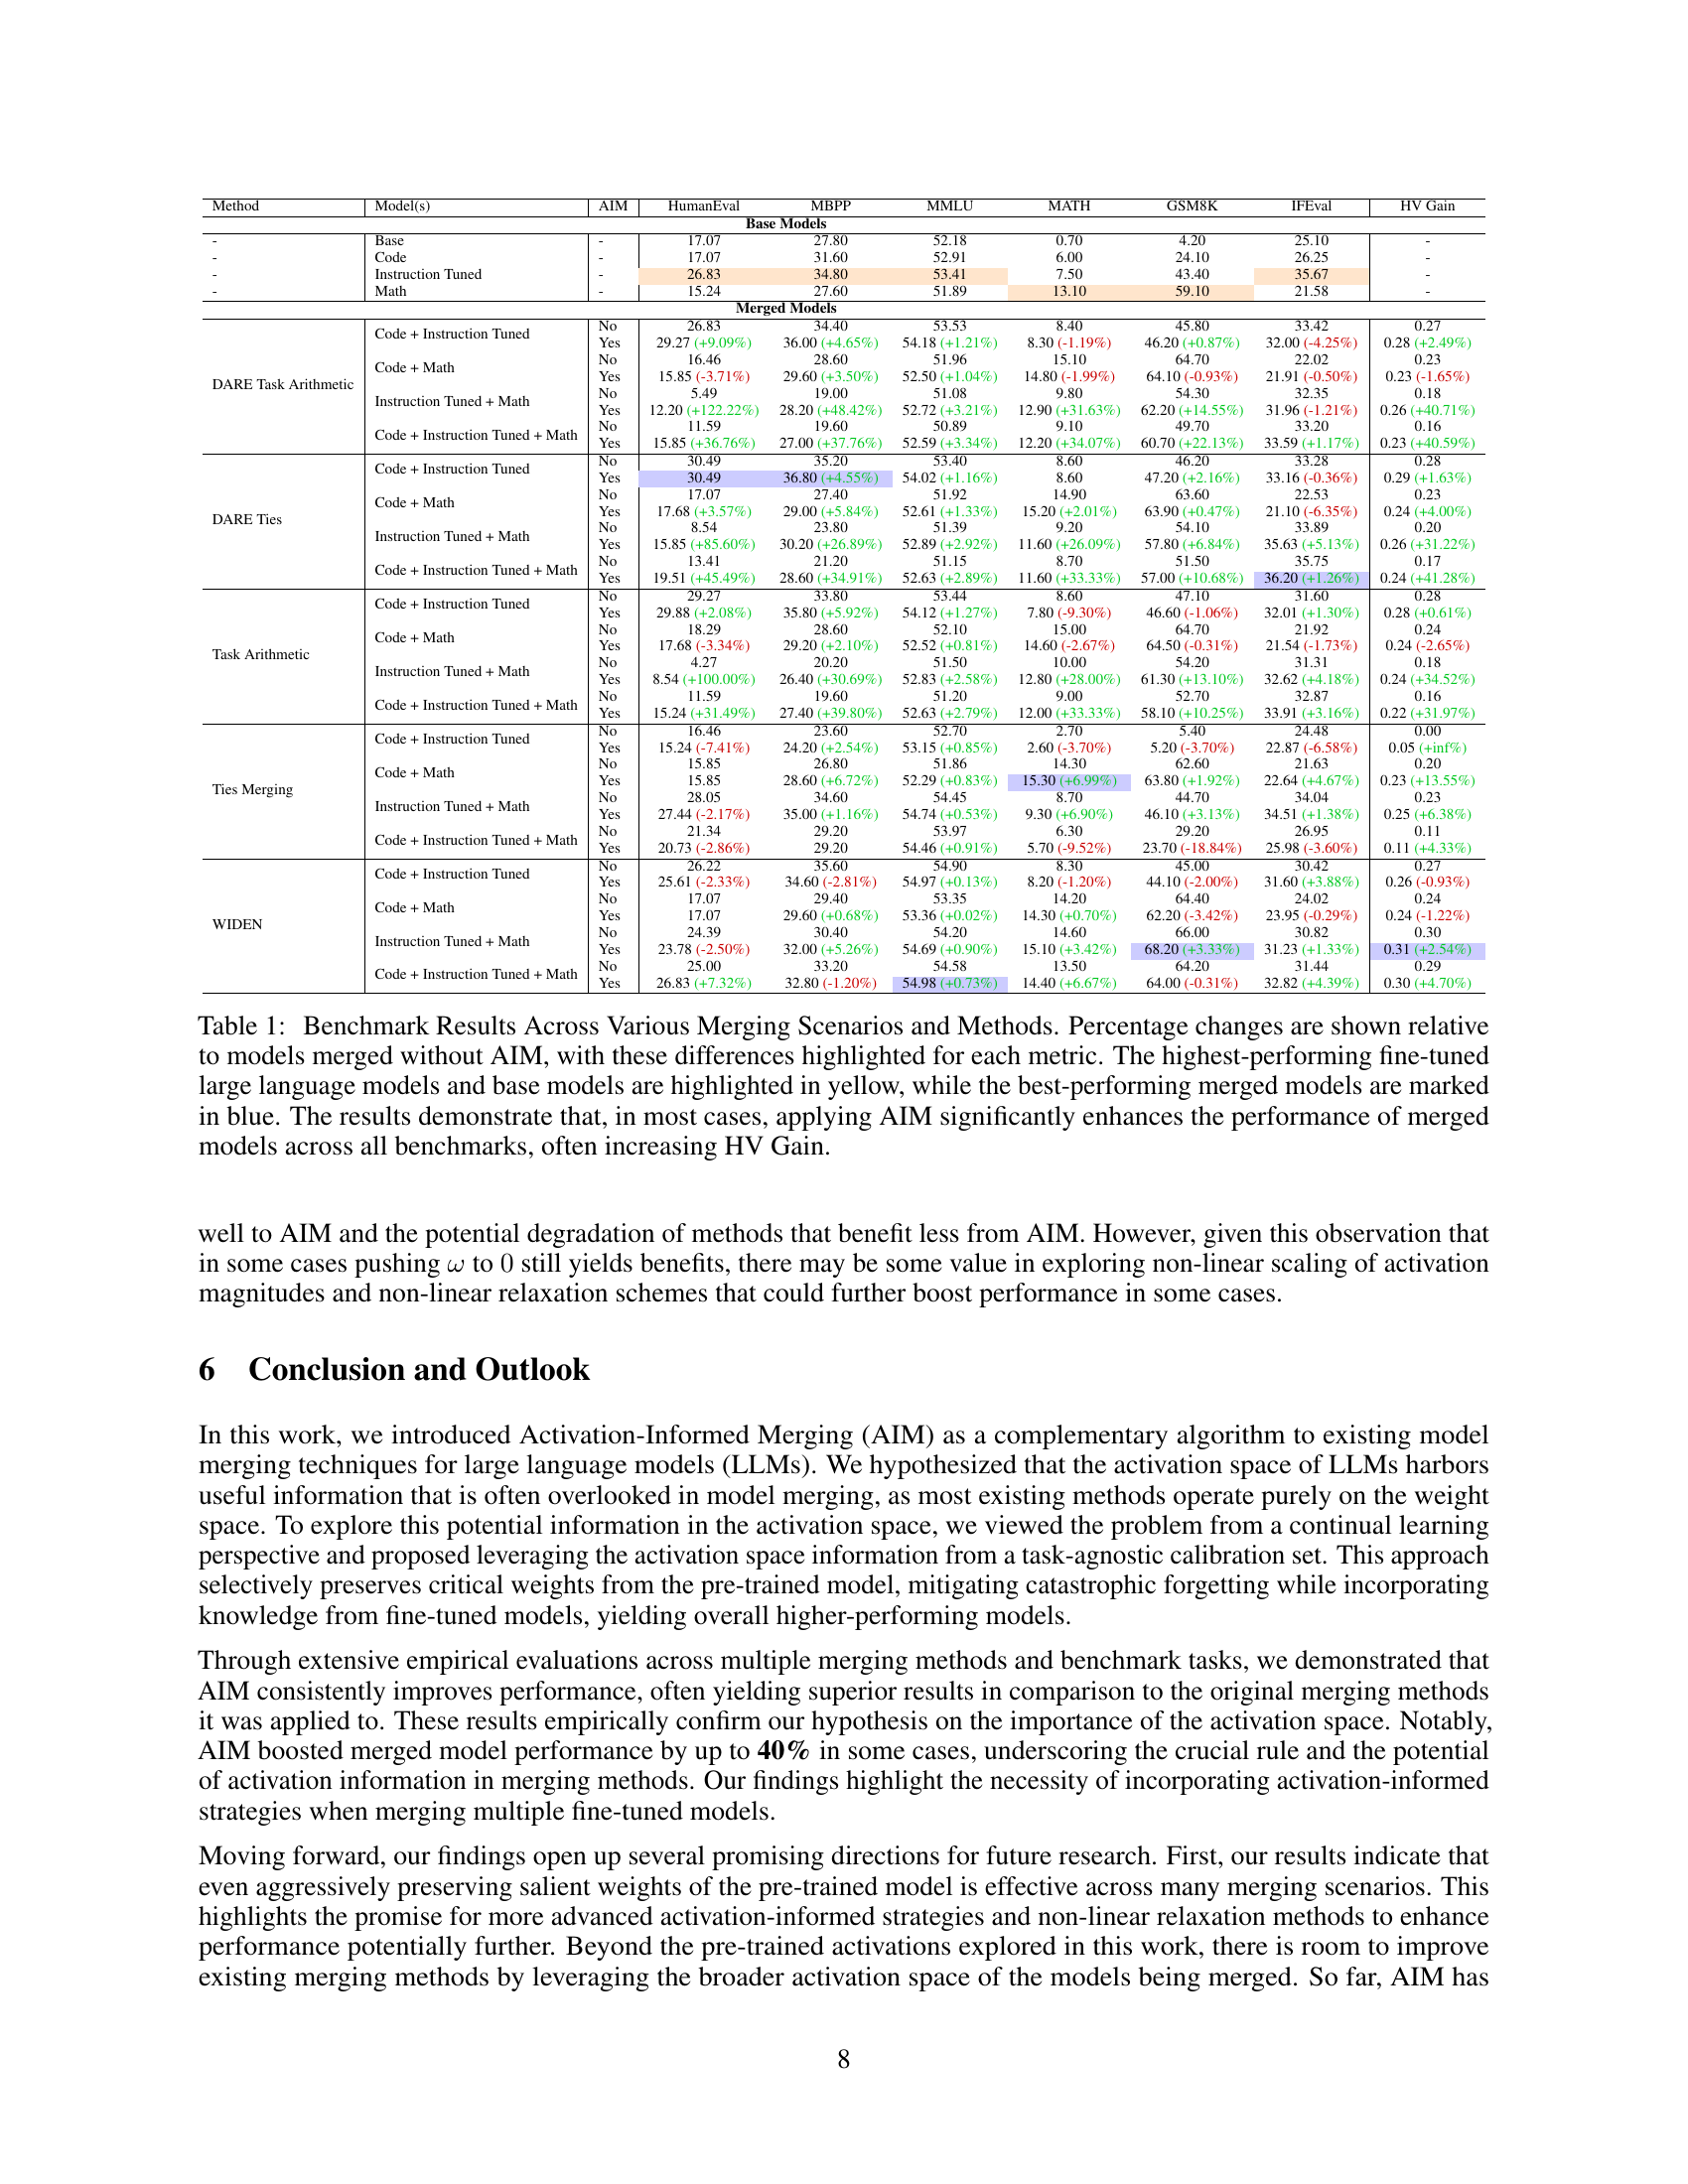 Method Model(s) AIM HumanEval MBPP MMLU MATH GSM8K IFEval HV Gain
Base Models
- Base - 17.07 27.80 52.18 0.70 4.20 25.10 -
- Code - 17.07 31.60 52.91 6.00 24.10 26.25 -
- Instruction Tuned - 26.83 34.80 53.41 7.50 43.40 35.67 -
- Math - 15.24 27.60 51.89 13.10 59.10 21.58 -
Merged Models
DARE Task Arithmetic
Code + Instruction Tuned
No 26.83 34.40 53.53 8.40 45.80 33.42 0.27
Yes 29.27 (+9.09%) 36.00 (+4.65%) 54.18 (+1.21%) 8.30 (-1.19%) 46.20 (+0.87%) 32.00 (-4.25%) 0.28 (+2.49%)
Code + Math
No 16.46 28.60 51.96 15.10 64.70 22.02 0.23
Yes 15.85 (-3.71%) 29.60 (+3.50%) 52.50 (+1.04%) 14.80 (-1.99%) 64.10 (-0.93%) 21.91 (-0.50%) 0.23 (-1.65%)
Instruction Tuned + Math
No 5.49 19.00 51.08 9.80 54.30 32.35 0.18
Yes 12.20 (+122.22%) 28.20 (+48.42%) 52.72 (+3.21%) 12.90 (+31.63%) 62.20 (+14.55%) 31.96 (-1.21%) 0.26 (+40.71%)
Code + Instruction Tuned + Math
No 11.59 19.60 50.89 9.10 49.70 33.20 0.16
Yes 15.85 (+36.76%) 27.00 (+37.76%) 52.59 (+3.34%) 12.20 (+34.07%) 60.70 (+22.13%) 33.59 (+1.17%) 0.23 (+40.59%)
DARE Ties
Code + Instruction Tuned
No 30.49 35.20 53.40 8.60 46.20 33.28 0.28
Yes 30.49 36.80 (+4.55%) 54.02 (+1.16%) 8.60 47.20 (+2.16%) 33.16 (-0.36%) 0.29 (+1.63%)
Code + Math
No 17.07 27.40 51.92 14.90 63.60 22.53 0.23
Yes 17.68 (+3.57%) 29.00 (+5.84%) 52.61 (+1.33%) 15.20 (+2.01%) 63.90 (+0.47%) 21.10 (-6.35%) 0.24 (+4.00%)
Instruction Tuned + Math
No 8.54 23.80 51.39 9.20 54.10 33.89 0.20
Yes 15.85 (+85.60%) 30.20 (+26.89%) 52.89 (+2.92%) 11.60 (+26.09%) 57.80 (+6.84%) 35.63 (+5.13%) 0.26 (+31.22%)
Code + Instruction Tuned + Math
No 13.41 21.20 51.15 8.70 51.50 35.75 0.17
Yes 19.51 (+45.49%) 28.60 (+34.91%) 52.63 (+2.89%) 11.60 (+33.33%) 57.00 (+10.68%) 36.20 (+1.26%) 0.24 (+41.28%)
Task Arithmetic
Code + Instruction Tuned
No 29.27 33.80 53.44 8.60 47.10 31.60 0.28
Yes 29.88 (+2.08%) 35.80 (+5.92%) 54.12 (+1.27%) 7.80 (-9.30%) 46.60 (-1.06%) 32.01 (+1.30%) 0.28 (+0.61%)
Code + Math
No 18.29 28.60 52.10 15.00 64.70 21.92 0.24
Yes 17.68 (-3.34%) 29.20 (+2.10%) 52.52 (+0.81%) 14.60 (-2.67%) 64.50 (-0.31%) 21.54 (-1.73%) 0.24 (-2.65%)
Instruction Tuned + Math
No 4.27 20.20 51.50 10.00 54.20 31.31 0.18
Yes 8.54 (+100.00%) 26.40 (+30.69%) 52.83 (+2.58%) 12.80 (+28.00%) 61.30 (+13.10%) 32.62 (+4.18%) 0.24 (+34.52%)
Code + Instruction Tuned + Math
No 11.59 19.60 51.20 9.00 52.70 32.87 0.16
Yes 15.24 (+31.49%) 27.40 (+39.80%) 52.63 (+2.79%) 12.00 (+33.33%) 58.10 (+10.25%) 33.91 (+3.16%) 0.22 (+31.97%)
Ties Merging
Code + Instruction Tuned
No 16.46 23.60 52.70 2.70 5.40 24.48 0.00
Yes 15.24 (-7.41%) 24.20 (+2.54%) 53.15 (+0.85%) 2.60 (-3.70%) 5.20 (-3.70%) 22.87 (-6.58%) 0.05 (+inf%)
Code + Math
No 15.85 26.80 51.86 14.30 62.60 21.63 0.20
Yes 15.85 28.60 (+6.72%) 52.29 (+0.83%) 15.30 (+6.99%) 63.80 (+1.92%) 22.64 (+4.67%) 0.23 (+13.55%)
Instruction Tuned + Math
No 28.05 34.60 54.45 8.70 44.70 34.04 0.23
Yes 27.44 (-2.17%) 35.00 (+1.16%) 54.74 (+0.53%) 9.30 (+6.90%) 46.10 (+3.13%) 34.51 (+1.38%) 0.25 (+6.38%)
Code + Instruction Tuned + Math
No 21.34 29.20 53.97 6.30 29.20 26.95 0.11
Yes 20.73 (-2.86%) 29.20 54.46 (+0.91%) 5.70 (-9.52%) 23.70 (-18.84%) 25.98 (-3.60%) 0.11 (+4.33%)
WIDEN
Code + Instruction Tuned
No 26.22 35.60 54.90 8.30 45.00 30.42 0.27
Yes 25.61 (-2.33%) 34.60 (-2.81%) 54.97 (+0.13%) 8.20 (-1.20%) 44.10 (-2.00%) 31.60 (+3.88%) 0.26 (-0.93%)
Code + Math
No 17.07 29.40 53.35 14.20 64.40 24.02 0.24
Yes 17.07 29.60 (+0.68%) 53.36 (+0.02%) 14.30 (+0.70%) 62.20 (-3.42%) 23.95 (-0.29%) 0.24 (-1.22%)
Instruction Tuned + Math
No 24.39 30.40 54.20 14.60 66.00 30.82 0.30
Yes 23.78 (-2.50%) 32.00 (+5.26%) 54.69 (+0.90%) 15.10 (+3.42%) 68.20 (+3.33%) 31.23 (+1.33%) 0.31 (+2.54%)
Code + Instruction Tuned + Math
No 25.00 33.20 54.58 13.50 64.20 31.44 0.29
Yes 26.83 (+7.32%) 32.80 (-1.20%) 54.98 (+0.73%) 14.40 (+6.67%) 64.00 (-0.31%) 32.82 (+4.39%) 0.30 (+4.70%)
Table 1: Benchmark Results Across Various Merging Scenarios and Methods. Percentage changes are shown relative
to models merged without AIM, with these differences highlighted for each metric. The highest-performing fine-tuned
large language models and base models are highlighted in yellow, while the best-performing merged models are marked
in blue. The results demonstrate that, in most cases, applying AIM significantly enhances the performance of merged
models across all benchmarks, often increasing HV Gain.
well to AIM and the potential degradation of methods that benefit less from AIM. However, given this observation that
in some cases pushing ω to 0 still yields benefits, there may be some value in exploring non-linear scaling of activation
magnitudes and non-linear relaxation schemes that could further boost performance in some cases.
6 Conclusion and Outlook
In this work, we introduced Activation-Informed Merging (AIM) as a complementary algorithm to existing model
merging techniques for large language models (LLMs). We hypothesized that the activation space of LLMs harbors
useful information that is often overlooked in model merging, as most existing methods operate purely on the weight
space. To explore this potential information in the activation space, we viewed the problem from a continual learning
perspective and proposed leveraging the activation space information from a task-agnostic calibration set. This approach
selectively preserves critical weights from the pre-trained model, mitigating catastrophic forgetting while incorporating
knowledge from fine-tuned models, yielding overall higher-performing models.
Through extensive empirical evaluations across multiple merging methods and benchmark tasks, we demonstrated that
AIM consistently improves performance, often yielding superior results in comparison to the original merging methods
it was applied to. These results empirically confirm our hypothesis on the importance of the activation space. Notably,
AIM boosted merged model performance by up to 40% in some cases, underscoring the crucial rule and the potential
of activation information in merging methods. Our findings highlight the necessity of incorporating activation-informed
strategies when merging multiple fine-tuned models.
Moving forward, our findings open up several promising directions for future research. First, our results indicate that
even aggressively preserving salient weights of the pre-trained model is effective across many merging scenarios. This
highlights the promise for more advanced activation-informed strategies and non-linear relaxation methods to enhance
performance potentially further. Beyond the pre-trained activations explored in this work, there is room to improve
existing merging methods by leveraging the broader activation space of the models being merged. So far, AIM has
8